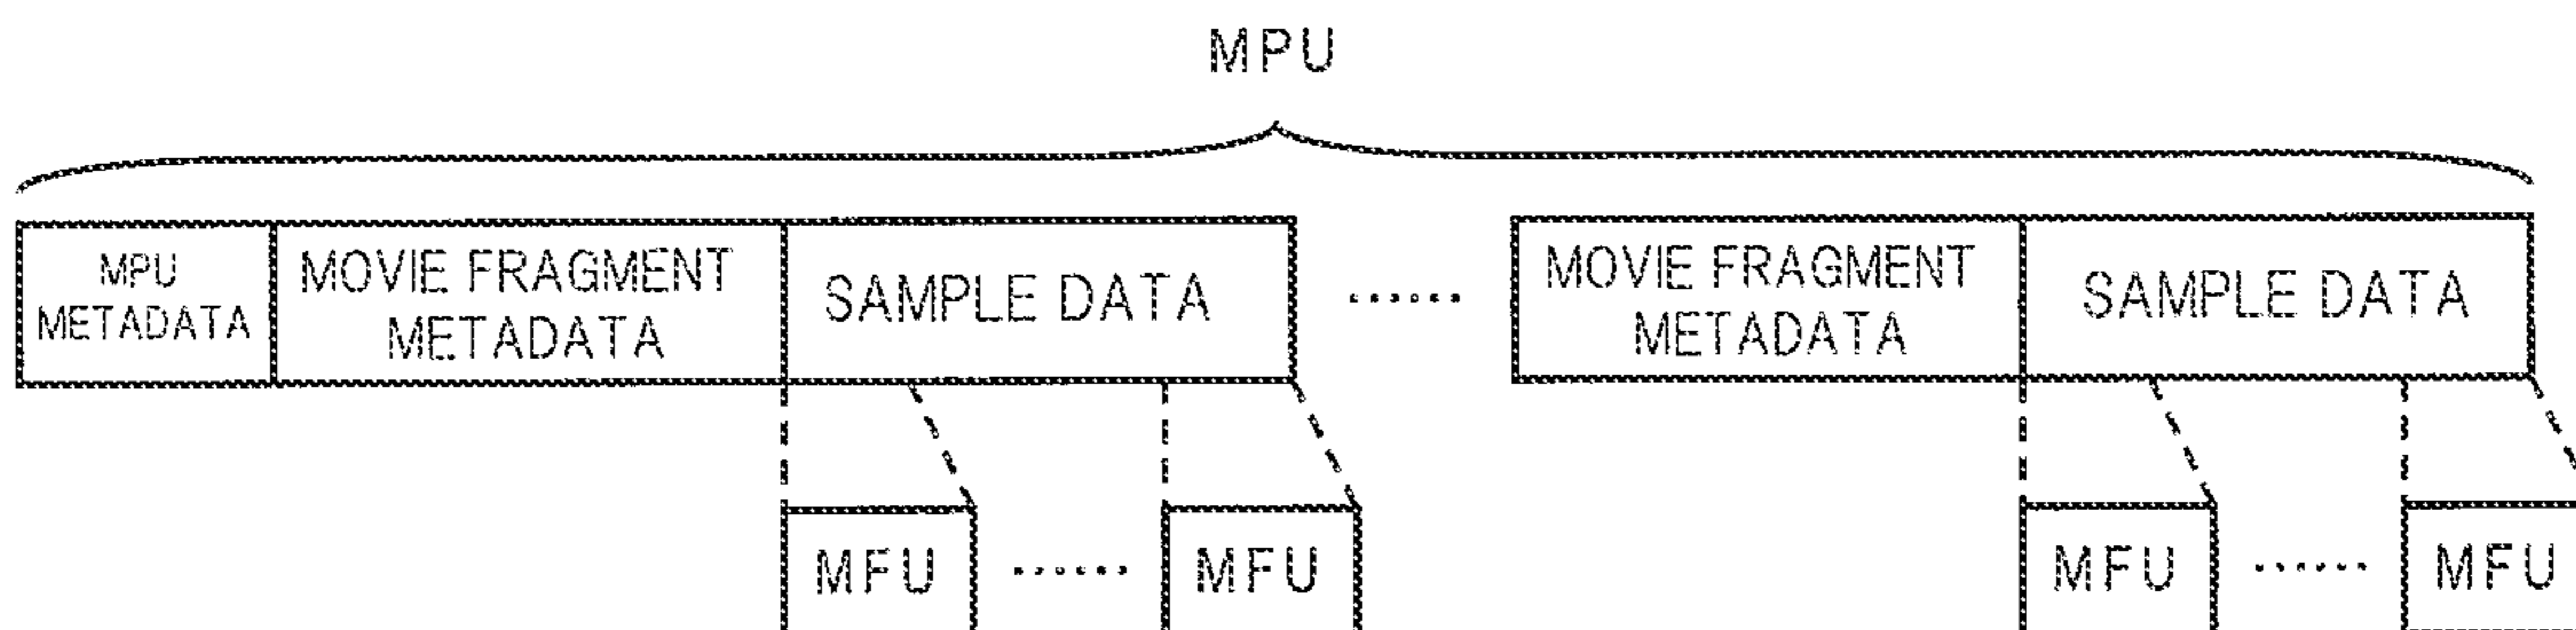 MPU
MPU
METADATA
MOVIE FRAGMENT
METADATA
SAMPLE DATA
......
MOVIE FRAGMENT
METADATA
SAMPLE DATA
MFU ...... MFU
MFU ...... MFU